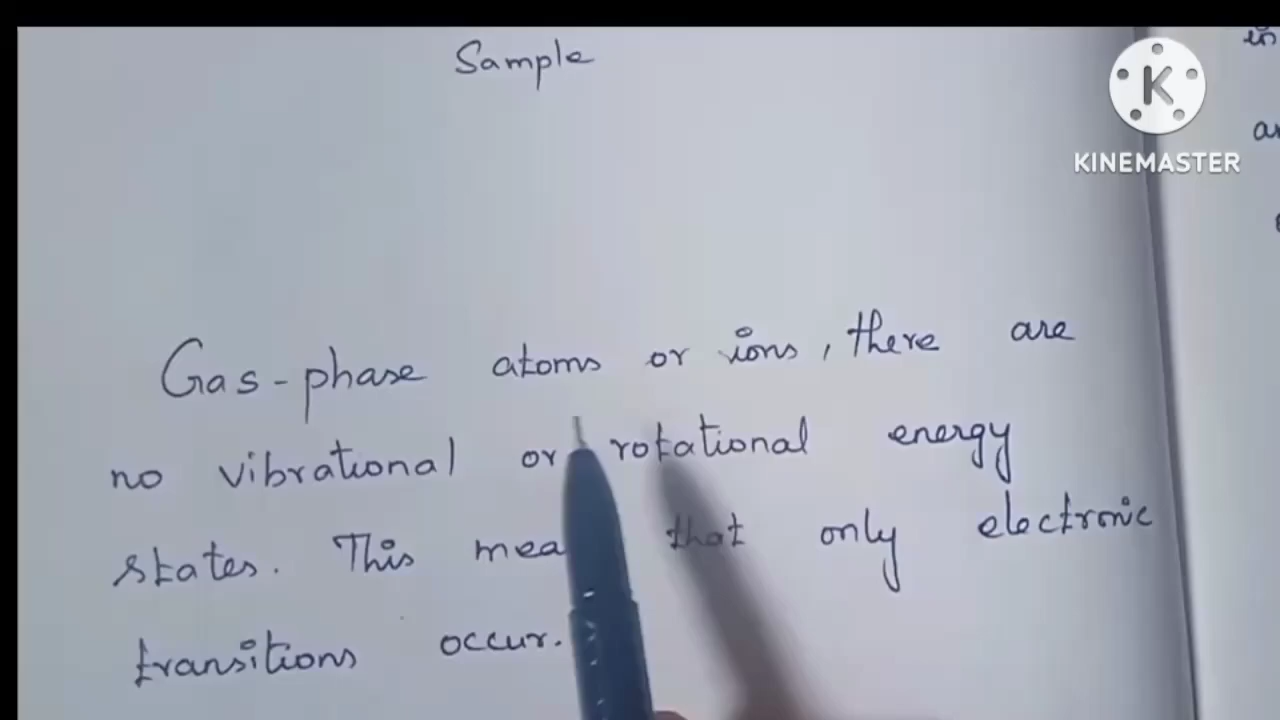 Sample
KINEMASTER
Gas-phase atoms or ions, there are
no vibrational or rotational energy
states. This mea that only electronic
transitions occur.